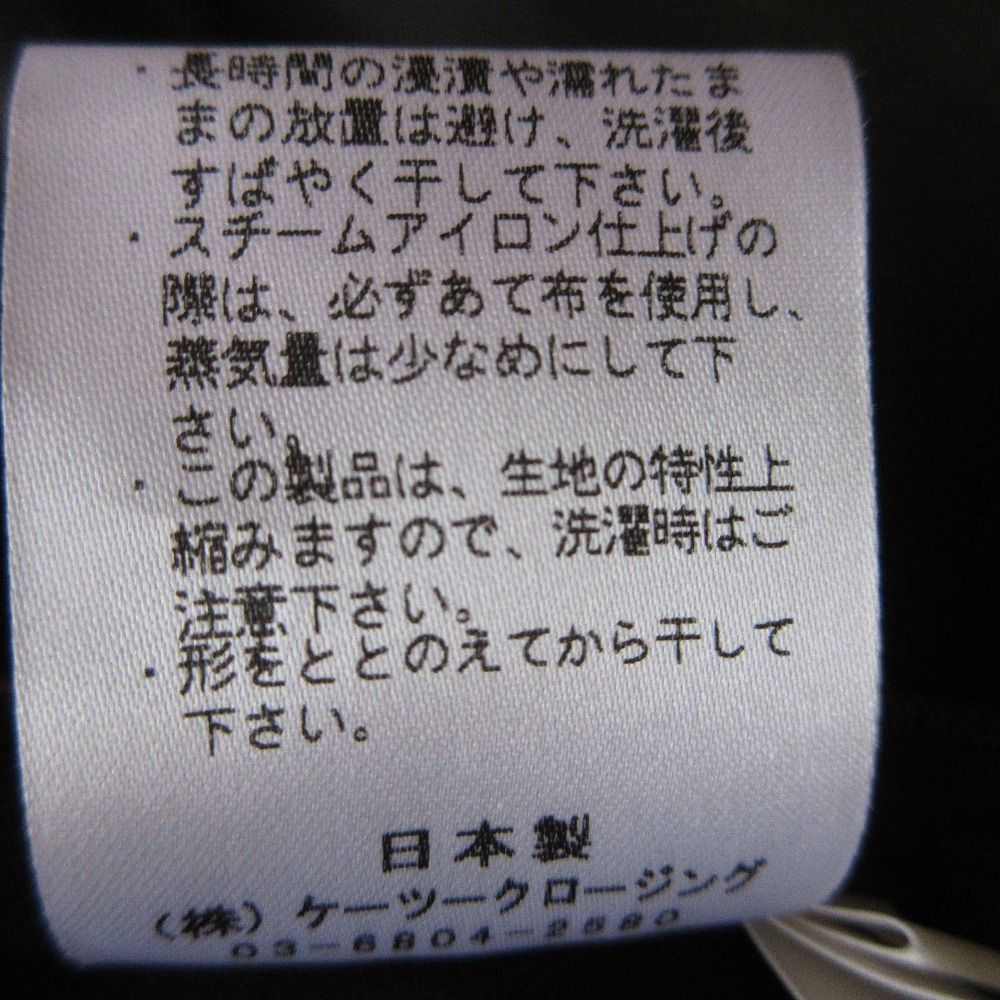 ・長時間の浸漬や濡れたま
まの放置は避け、洗濯後
すばやく干して下さい。
・スチームアイロン仕上げの
際は、必ずあて布を使用し、
蒸気量は少なめにして下
さい。
・この製品は、生地の特性上
縮みますので、洗濯時はご
注意下さい。
・形をととのえてから干して
下さい。
日本製
(株)ケーツークロージング
03-6804-2590